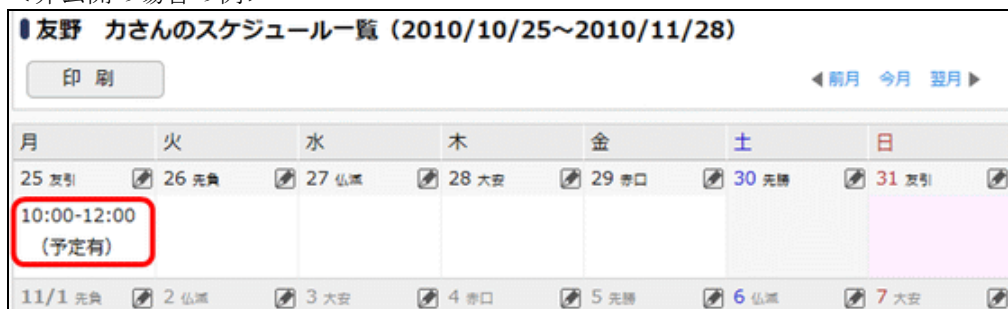 友野　力さんのスケジュール一覧（2010/10/25～2010/11/28）
印 刷
◀前月 今月 翌月▶
月 火 水 木 金 土 日
25 友引 26 先負 27 仏滅 28 大安 29 赤口 30 先勝 31 友引
10:00-12:00
（予定有）
11/1 先負 2 仏滅 3 大安 4 赤口 5 先勝 6 仏滅 7 大安